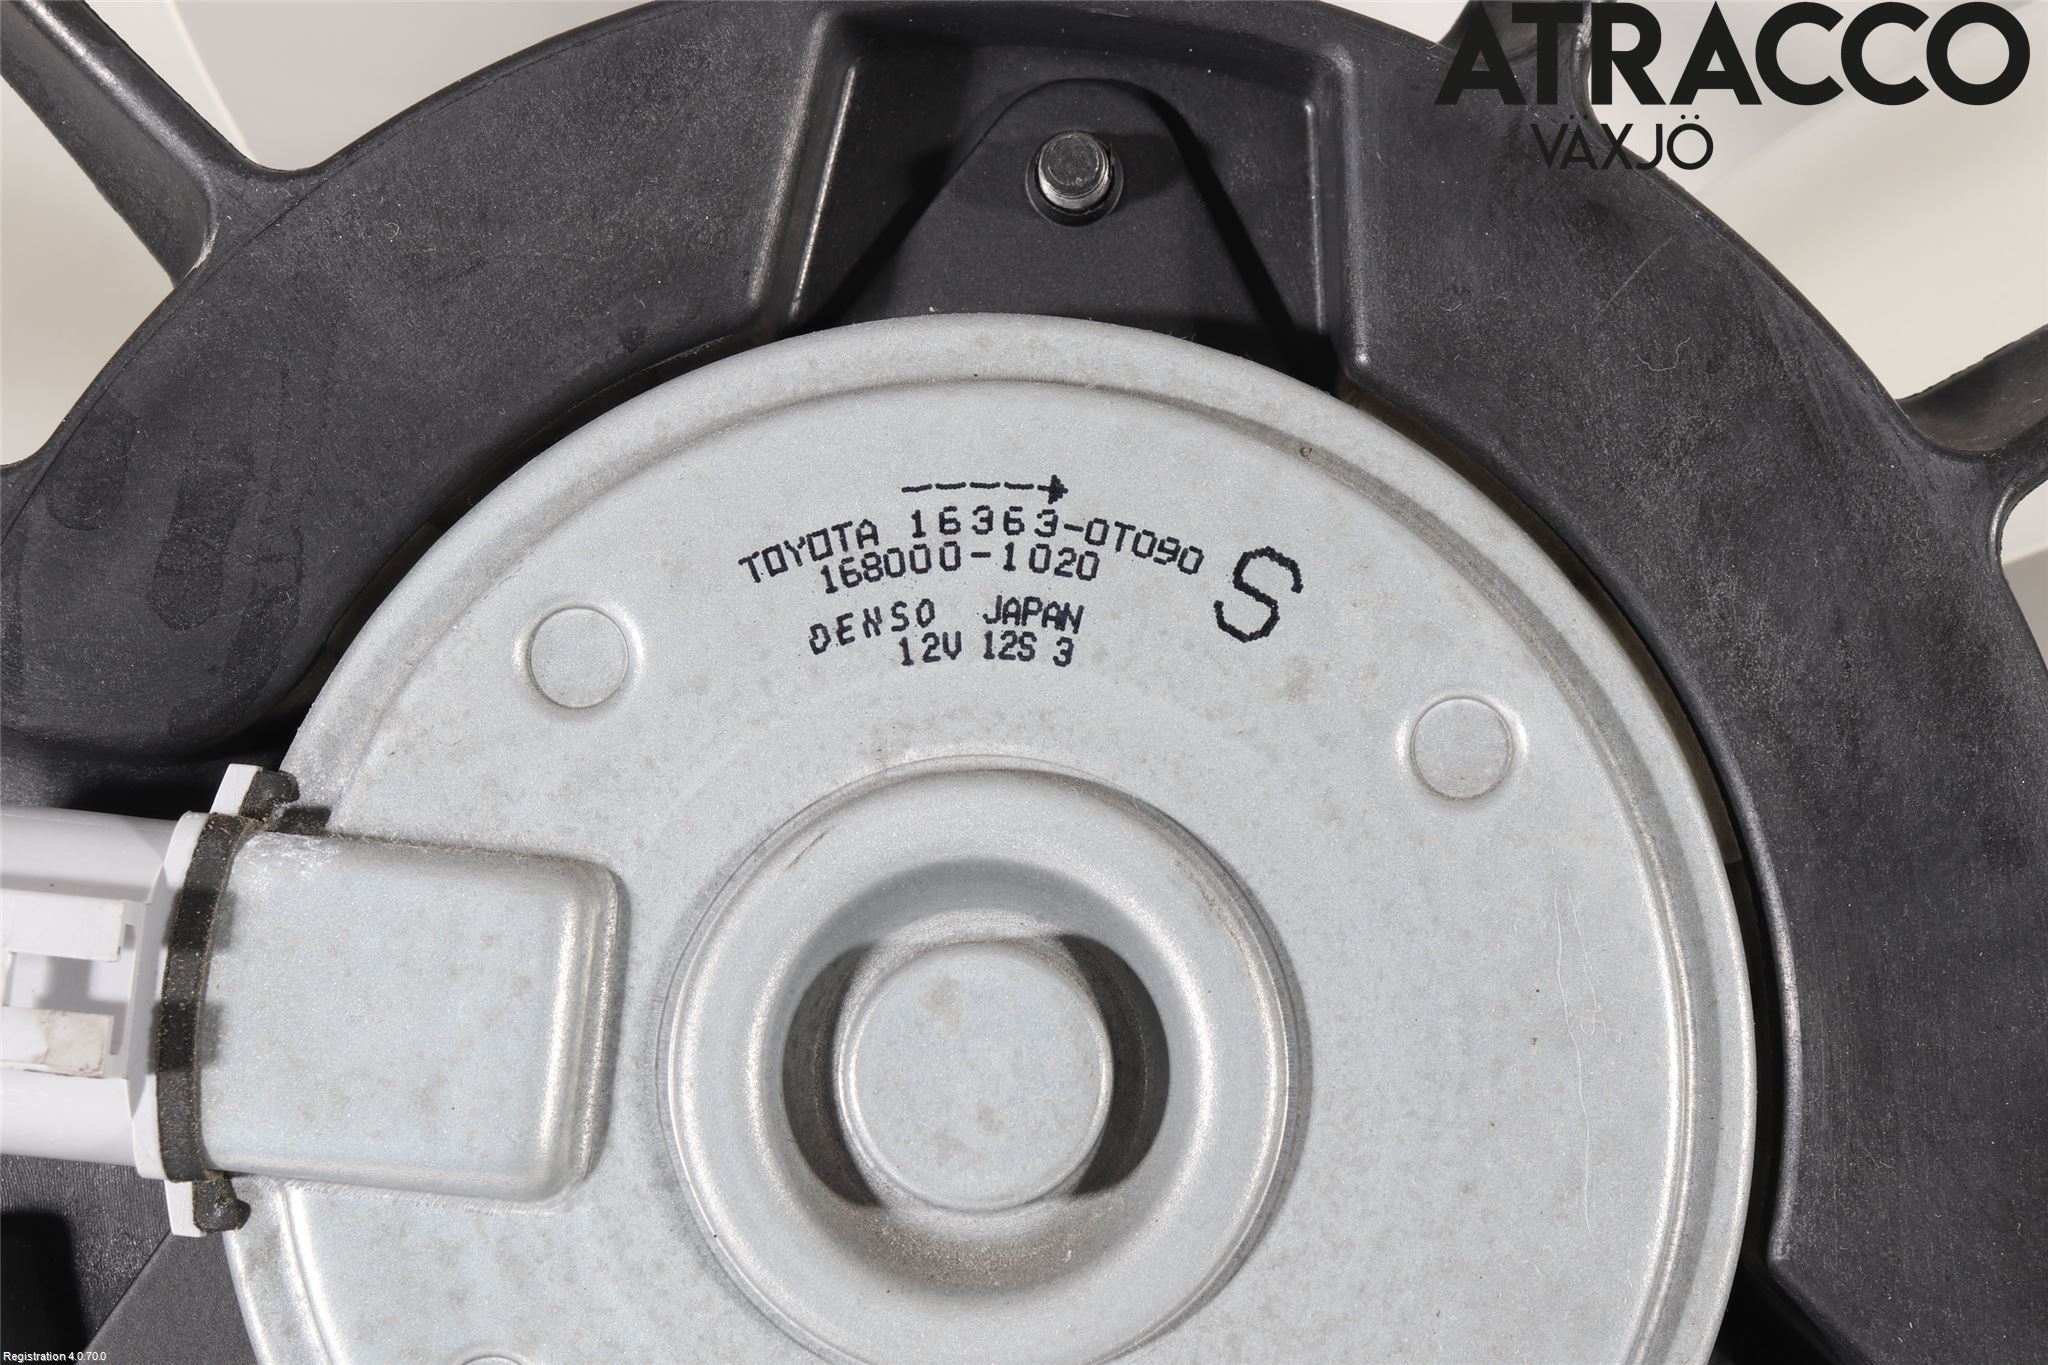 ATRACCO
VÄXJÖ
TOYOTA 16363-0T090
168000-1020
S
DENSO JAPAN
12V 12S 3
Registration 4.0.70.0